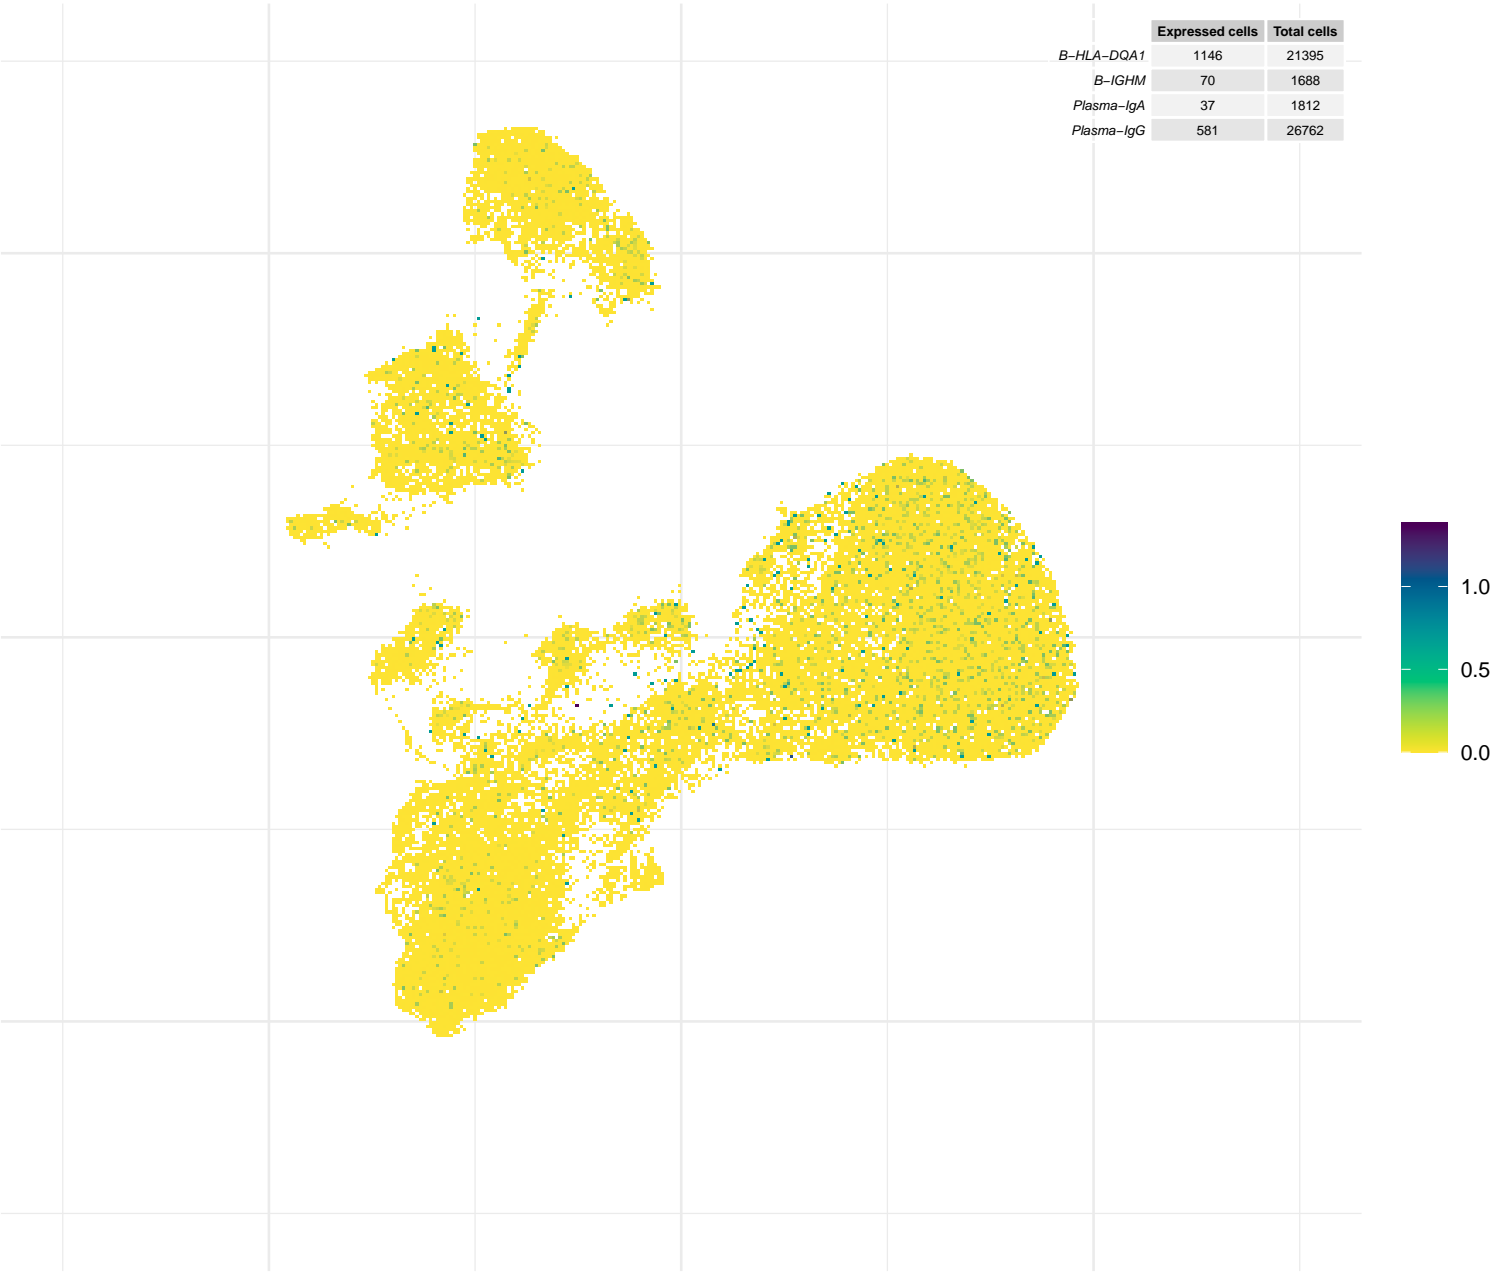 Expressed cells Total cells
B−HLA−DQA1 1146 21395
B−IGHM 70 1688
Plasma−IgA 37 1812
Plasma−IgG 581 26762
1.0
0.5
0.0